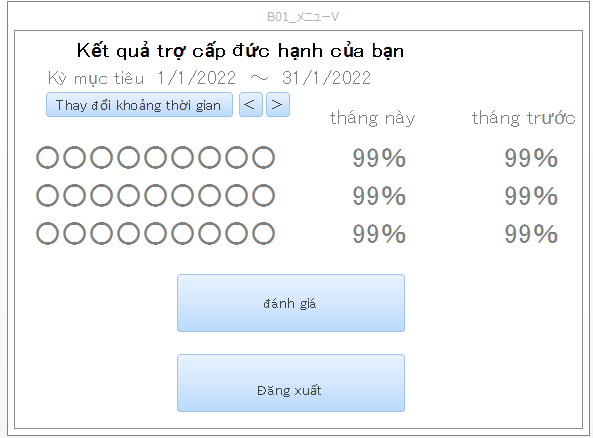 B01_メニューV
Kết quả trợ cấp đức hạnh của bạn
Kỳ mục tiêu 1/1/2022 ～ 31/1/2022
Thay đổi khoảng thời gian < >
tháng này tháng trước
○○○○○○○○○ 99% 99%
○○○○○○○○○ 99% 99%
○○○○○○○○○ 99% 99%
đánh giá
Đăng xuất